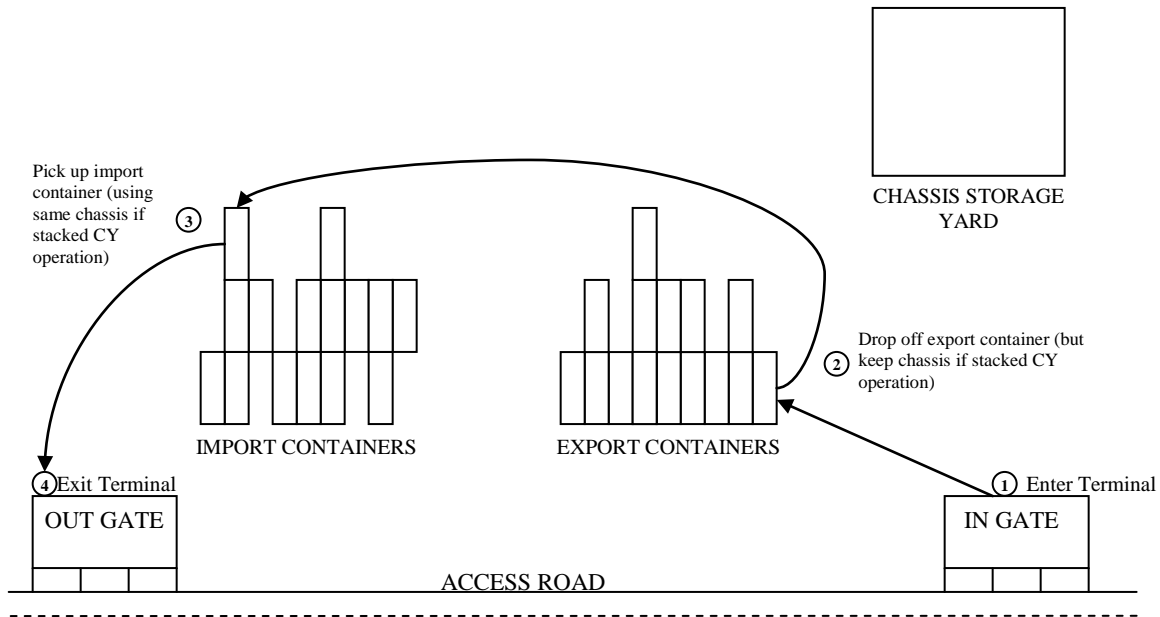 CHASSIS STORAGE
YARD
Pick up import
container (using
same chassis if
stacked CY
operation)
3
Drop off export container (but
keep chassis if stacked CY
operation)
2
IMPORT CONTAINERS
EXPORT CONTAINERS
4 Exit Terminal
1 Enter Terminal
OUT GATE
IN GATE
ACCESS ROAD